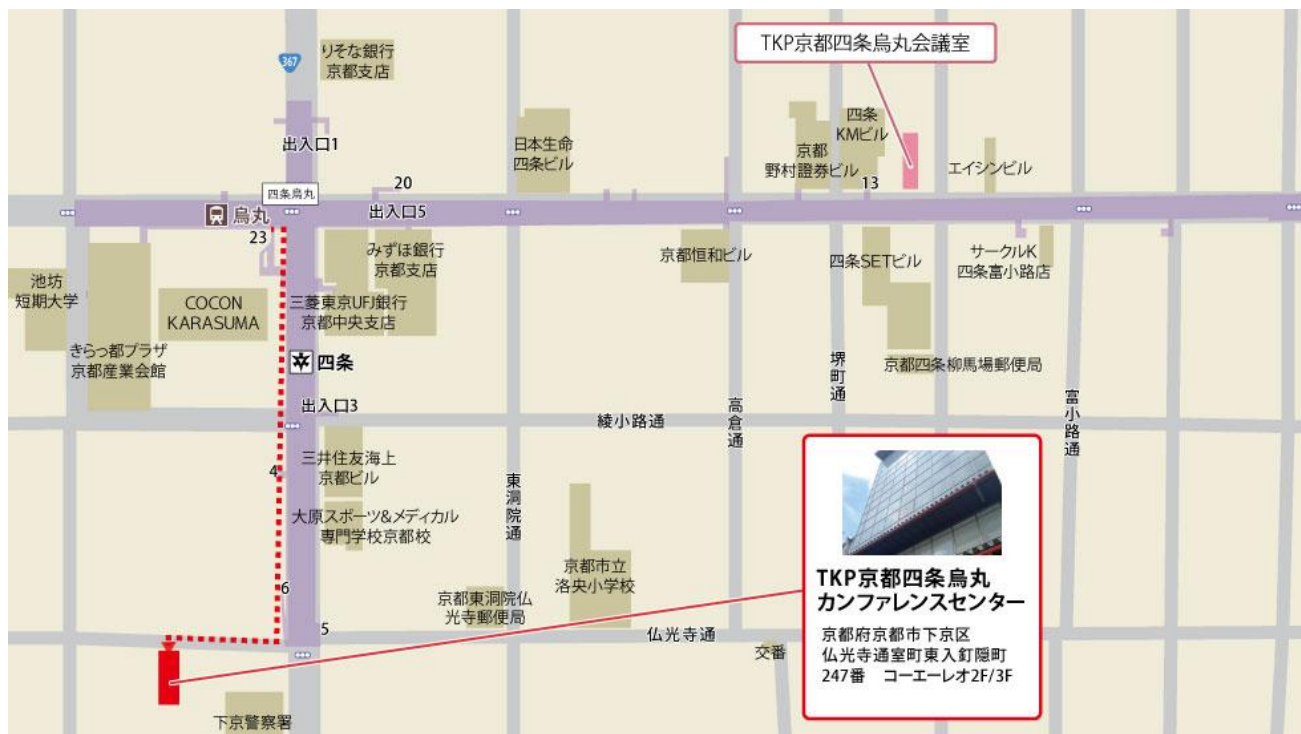 367
りそな銀行
京都支店
TKP京都四条烏丸会議室
出入口1
日本生命
四条ビル
四条
KMビル
京都
野村證券ビル
13
エイシンビル
四条烏丸
20
烏丸
出入口5
23
みずほ銀行
京都支店
京都恒和ビル
四条SETビル
サークルK
四条富小路店
池坊
短期大学
COCON
KARASUMA
三菱東京UFJ銀行
京都中央支店
きらっ都プラザ
京都産業会館
四条
堺町通
京都四条柳馬場郵便局
出入口3
綾小路通
高倉通
富小路通
三井住友海上
京都ビル
4
東洞院通
大原スポーツ&メディカル
専門学校京都校
京都市立
洛央小学校
6
京都東洞院仏
光寺郵便局
5
仏光寺通
交番
下京警察署
TKP京都四条烏丸
カンファレンスセンター
京都府京都市下京区
仏光寺通室町東入釘隠町
247番 コーエーレオ2F/3F